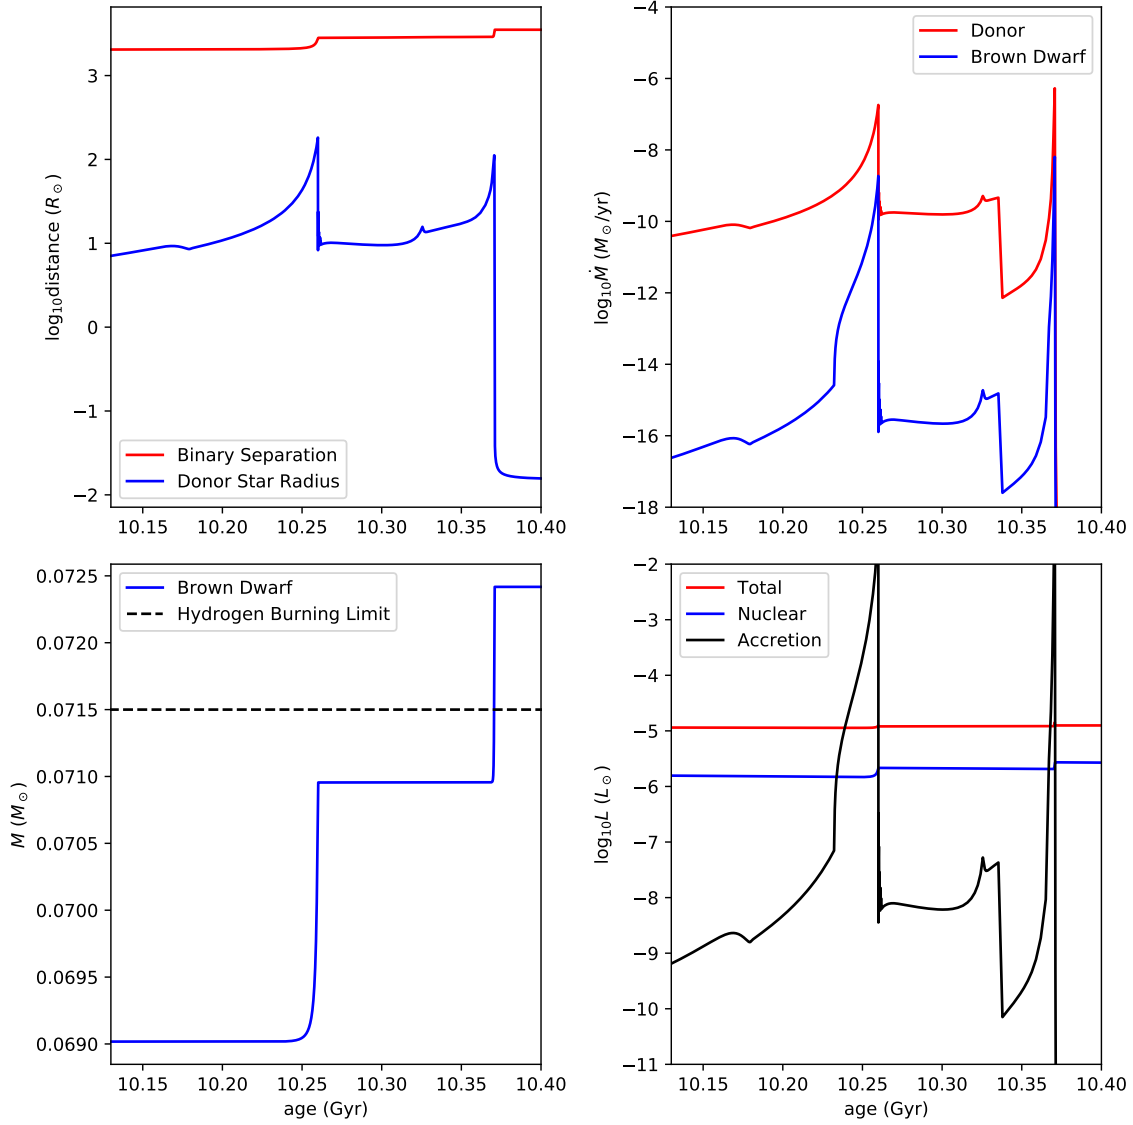 log₁₀distance (R⊙)
3
2
1
0
−1
−2
Binary Separation
Donor Star Radius
10.15 10.20 10.25 10.30 10.35 10.40
log₁₀Ṁ (M⊙/yr)
−4
−6
−8
−10
−12
−14
−16
−18
Donor
Brown Dwarf
10.15 10.20 10.25 10.30 10.35 10.40
M (M⊙)
0.0725
0.0720
0.0715
0.0710
0.0705
0.0700
0.0695
0.0690
Brown Dwarf
Hydrogen Burning Limit
10.15 10.20 10.25 10.30 10.35 10.40
age (Gyr)
log₁₀L (L⊙)
−2
−3
−4
−5
−6
−7
−8
−9
−10
−11
Total
Nuclear
Accretion
10.15 10.20 10.25 10.30 10.35 10.40
age (Gyr)